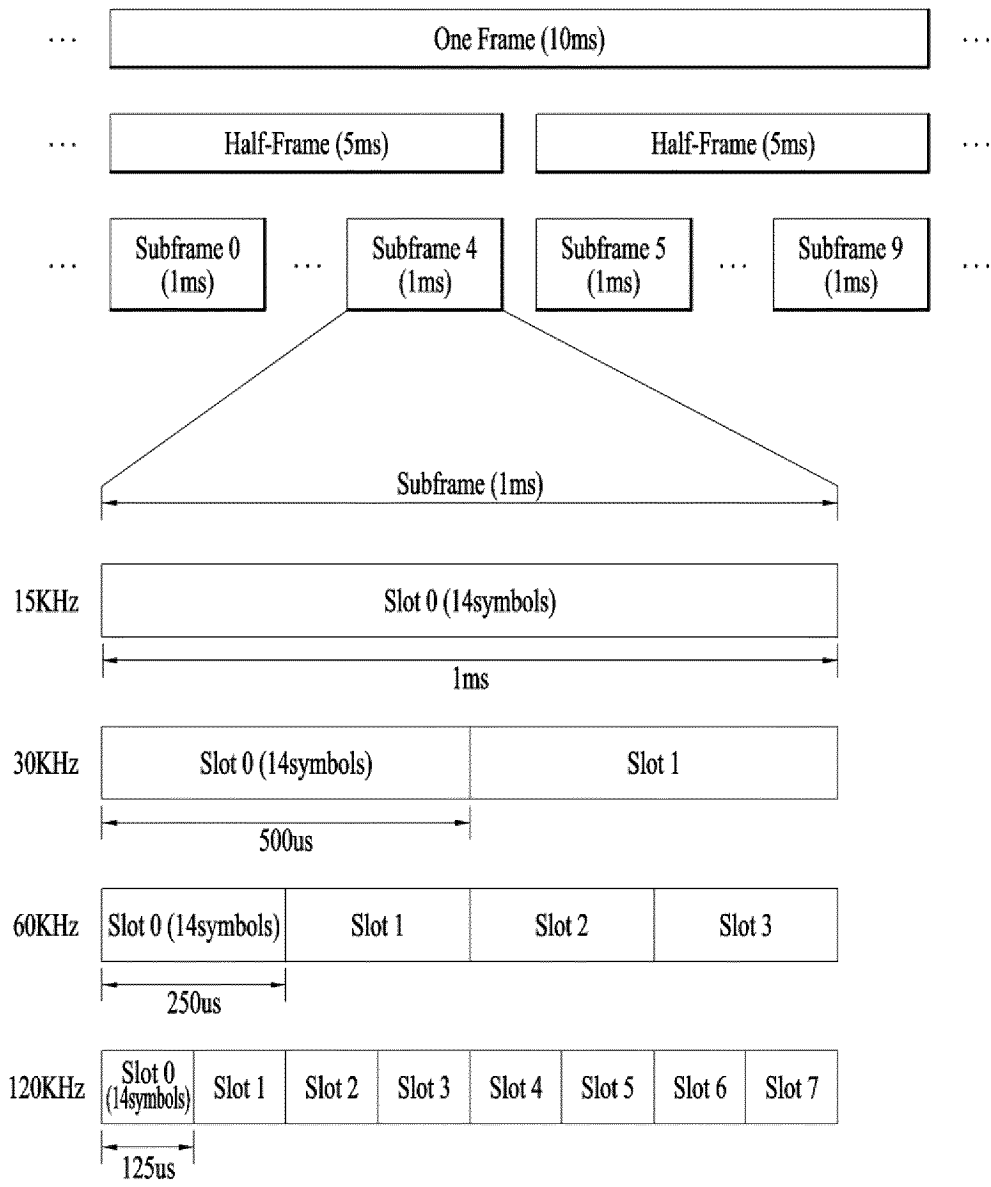 ... One Frame (10ms) ...
... Half-Frame (5ms) Half-Frame (5ms) ...
... Subframe 0 (1ms) ... Subframe 4 (1ms) Subframe 5 (1ms) ... Subframe 9 (1ms) ...
Subframe (1ms)
15KHz Slot 0 (14symbols)
1ms
30KHz Slot 0 (14symbols) Slot 1
500us
60KHz Slot 0 (14symbols) Slot 1 Slot 2 Slot 3
250us
120KHz Slot 0 (14symbols) Slot 1 Slot 2 Slot 3 Slot 4 Slot 5 Slot 6 Slot 7
125us